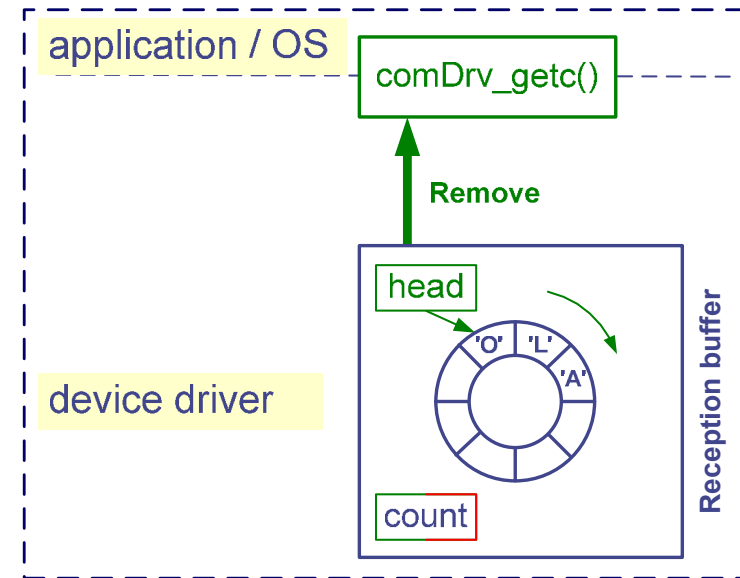 application / OS
comDrv_getc()
Remove
head
'O'
'L'
'A'
device driver
count
Reception buffer